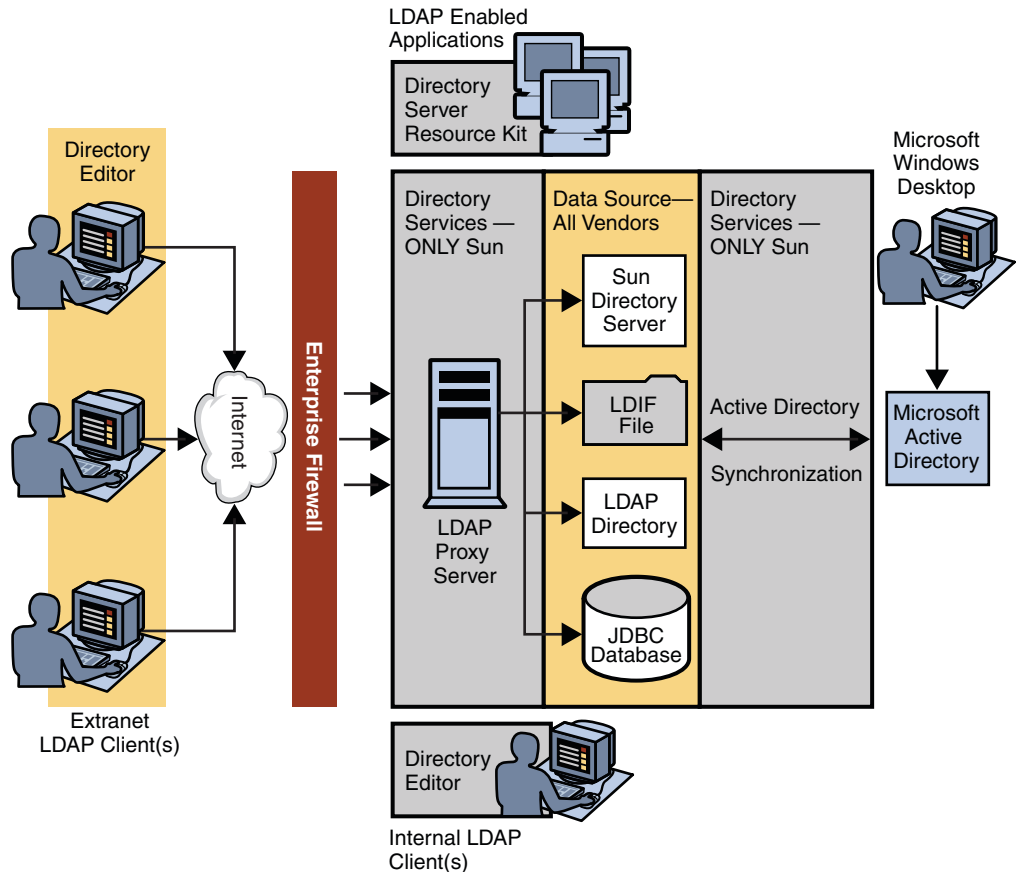 LDAP Enabled
Applications
Directory
Server
Resource Kit
Directory
Editor
Microsoft
Windows
Desktop
Directory
Services —
ONLY Sun
Data Source—
All Vendors
Directory
Services —
ONLY Sun
Sun
Directory
Server
Internet
Enterprise Firewall
LDIF
File
Active Directory
Synchronization
Microsoft
Active
Directory
LDAP
Proxy
Server
LDAP
Directory
JDBC
Database
Extranet
LDAP Client(s)
Directory
Editor
Internal LDAP
Client(s)